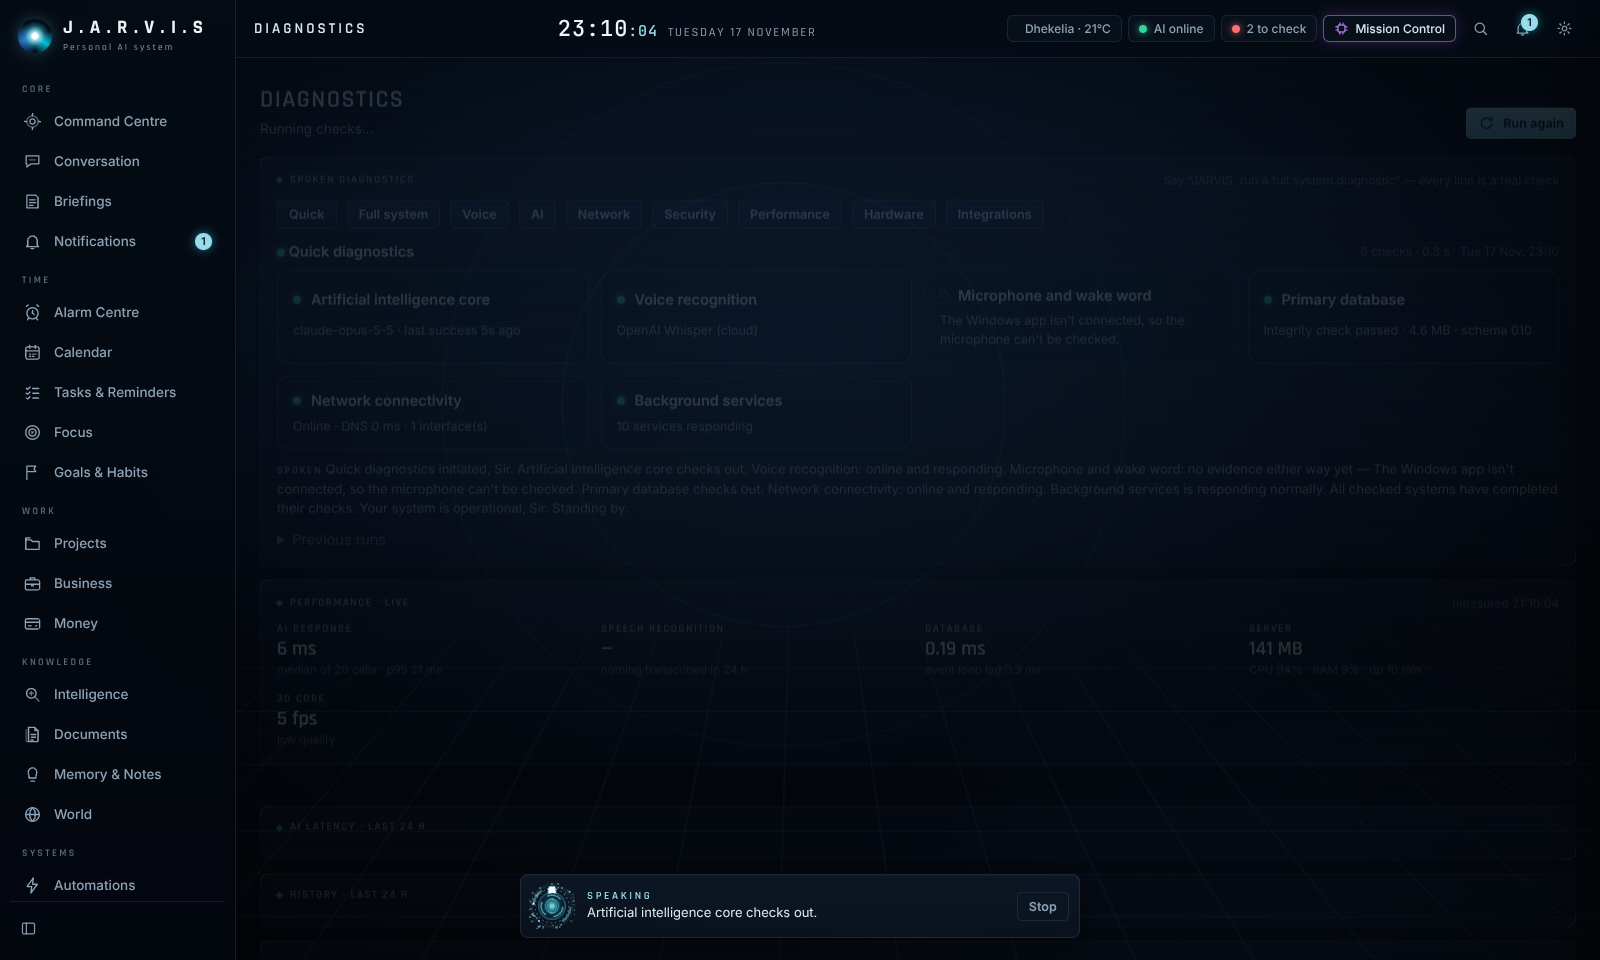 J.A.R.V.I.S
Personal AI system
CORE
Command Centre
Conversation
Briefings
Notifications 1
TIME
Alarm Centre
Calendar
Tasks & Reminders
Focus
Goals & Habits
WORK
Projects
Business
Money
KNOWLEDGE
Intelligence
Documents
Memory & Notes
World
SYSTEMS
Automations
DIAGNOSTICS
23:10:04 TUESDAY 17 NOVEMBER
Dhekelia · 21°C
AI online
2 to check
Mission Control
1
DIAGNOSTICS
Running checks...
Run again
SPOKEN DIAGNOSTICS
Say "JARVIS, run a full system diagnostic" — every line is a real check
Quick Full system Voice AI Network Security Performance Hardware Integrations
Quick diagnostics
6 checks · 0.3 s · Tue 17 Nov, 23:10
Artificial intelligence core
claude-opus-5-5 · last success 5s ago
Voice recognition
OpenAI Whisper (cloud)
Microphone and wake word
The Windows app isn't connected, so the
microphone can't be checked.
Primary database
Integrity check passed · 4.6 MB · schema 010
Network connectivity
Online · DNS 0 ms · 1 interface(s)
Background services
10 services responding
SPOKEN Quick diagnostics initiated, Sir. Artificial intelligence core checks out. Voice recognition: online and responding. Microphone and wake word: no evidence either way yet — The Windows app isn't
connected, so the microphone can't be checked. Primary database checks out. Network connectivity: online and responding. Background services is responding normally. All checked systems have completed
their checks. Your system is operational, Sir. Standing by.
Previous runs
PERFORMANCE · LIVE
measured 21:10:04
AI RESPONSE
6 ms
median of 20 calls · p95 21 ms
SPEECH RECOGNITION
—
nothing transcribed in 24 h
DATABASE
0.19 ms
event loop lag 0.3 ms
SERVER
141 MB
CPU 94% · RAM 9% · up 10 min
3D CORE
5 fps
low quality
AI LATENCY · LAST 24 H
HISTORY · LAST 24 H
SPEAKING
Artificial intelligence core checks out.
Stop